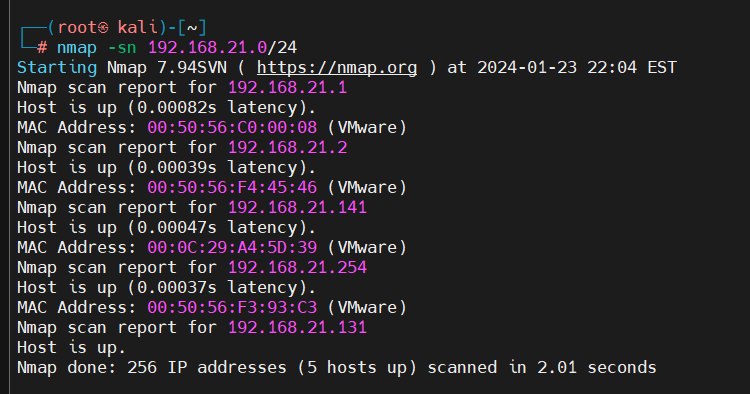 ┌──(root㉿ kali)-[~]
└─# nmap -sn 192.168.21.0/24
Starting Nmap 7.94SVN ( https://nmap.org ) at 2024-01-23 22:04 EST
Nmap scan report for 192.168.21.1
Host is up (0.00082s latency).
MAC Address: 00:50:56:C0:00:08 (VMware)
Nmap scan report for 192.168.21.2
Host is up (0.00039s latency).
MAC Address: 00:50:56:F4:45:46 (VMware)
Nmap scan report for 192.168.21.141
Host is up (0.00047s latency).
MAC Address: 00:0C:29:A4:5D:39 (VMware)
Nmap scan report for 192.168.21.254
Host is up (0.00037s latency).
MAC Address: 00:50:56:F3:93:C3 (VMware)
Nmap scan report for 192.168.21.131
Host is up.
Nmap done: 256 IP addresses (5 hosts up) scanned in 2.01 seconds